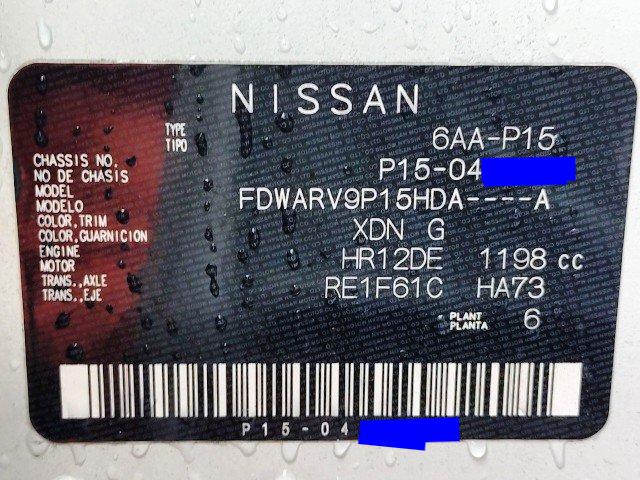 NISSAN
TYPE 6AA-P15
TIPO
CHASSIS NO. P15-04
NO DE CHASIS
MODEL FDWARV9P15HDA----A
MODELO
COLOR,TRIM XDN G
COLOR,GUARNICION
ENGINE HR12DE 1198 cc
MOTOR
TRANS.,AXLE RE1F61C HA73
TRANS.,EJE
PLANT 6
PLANTA
P15-04